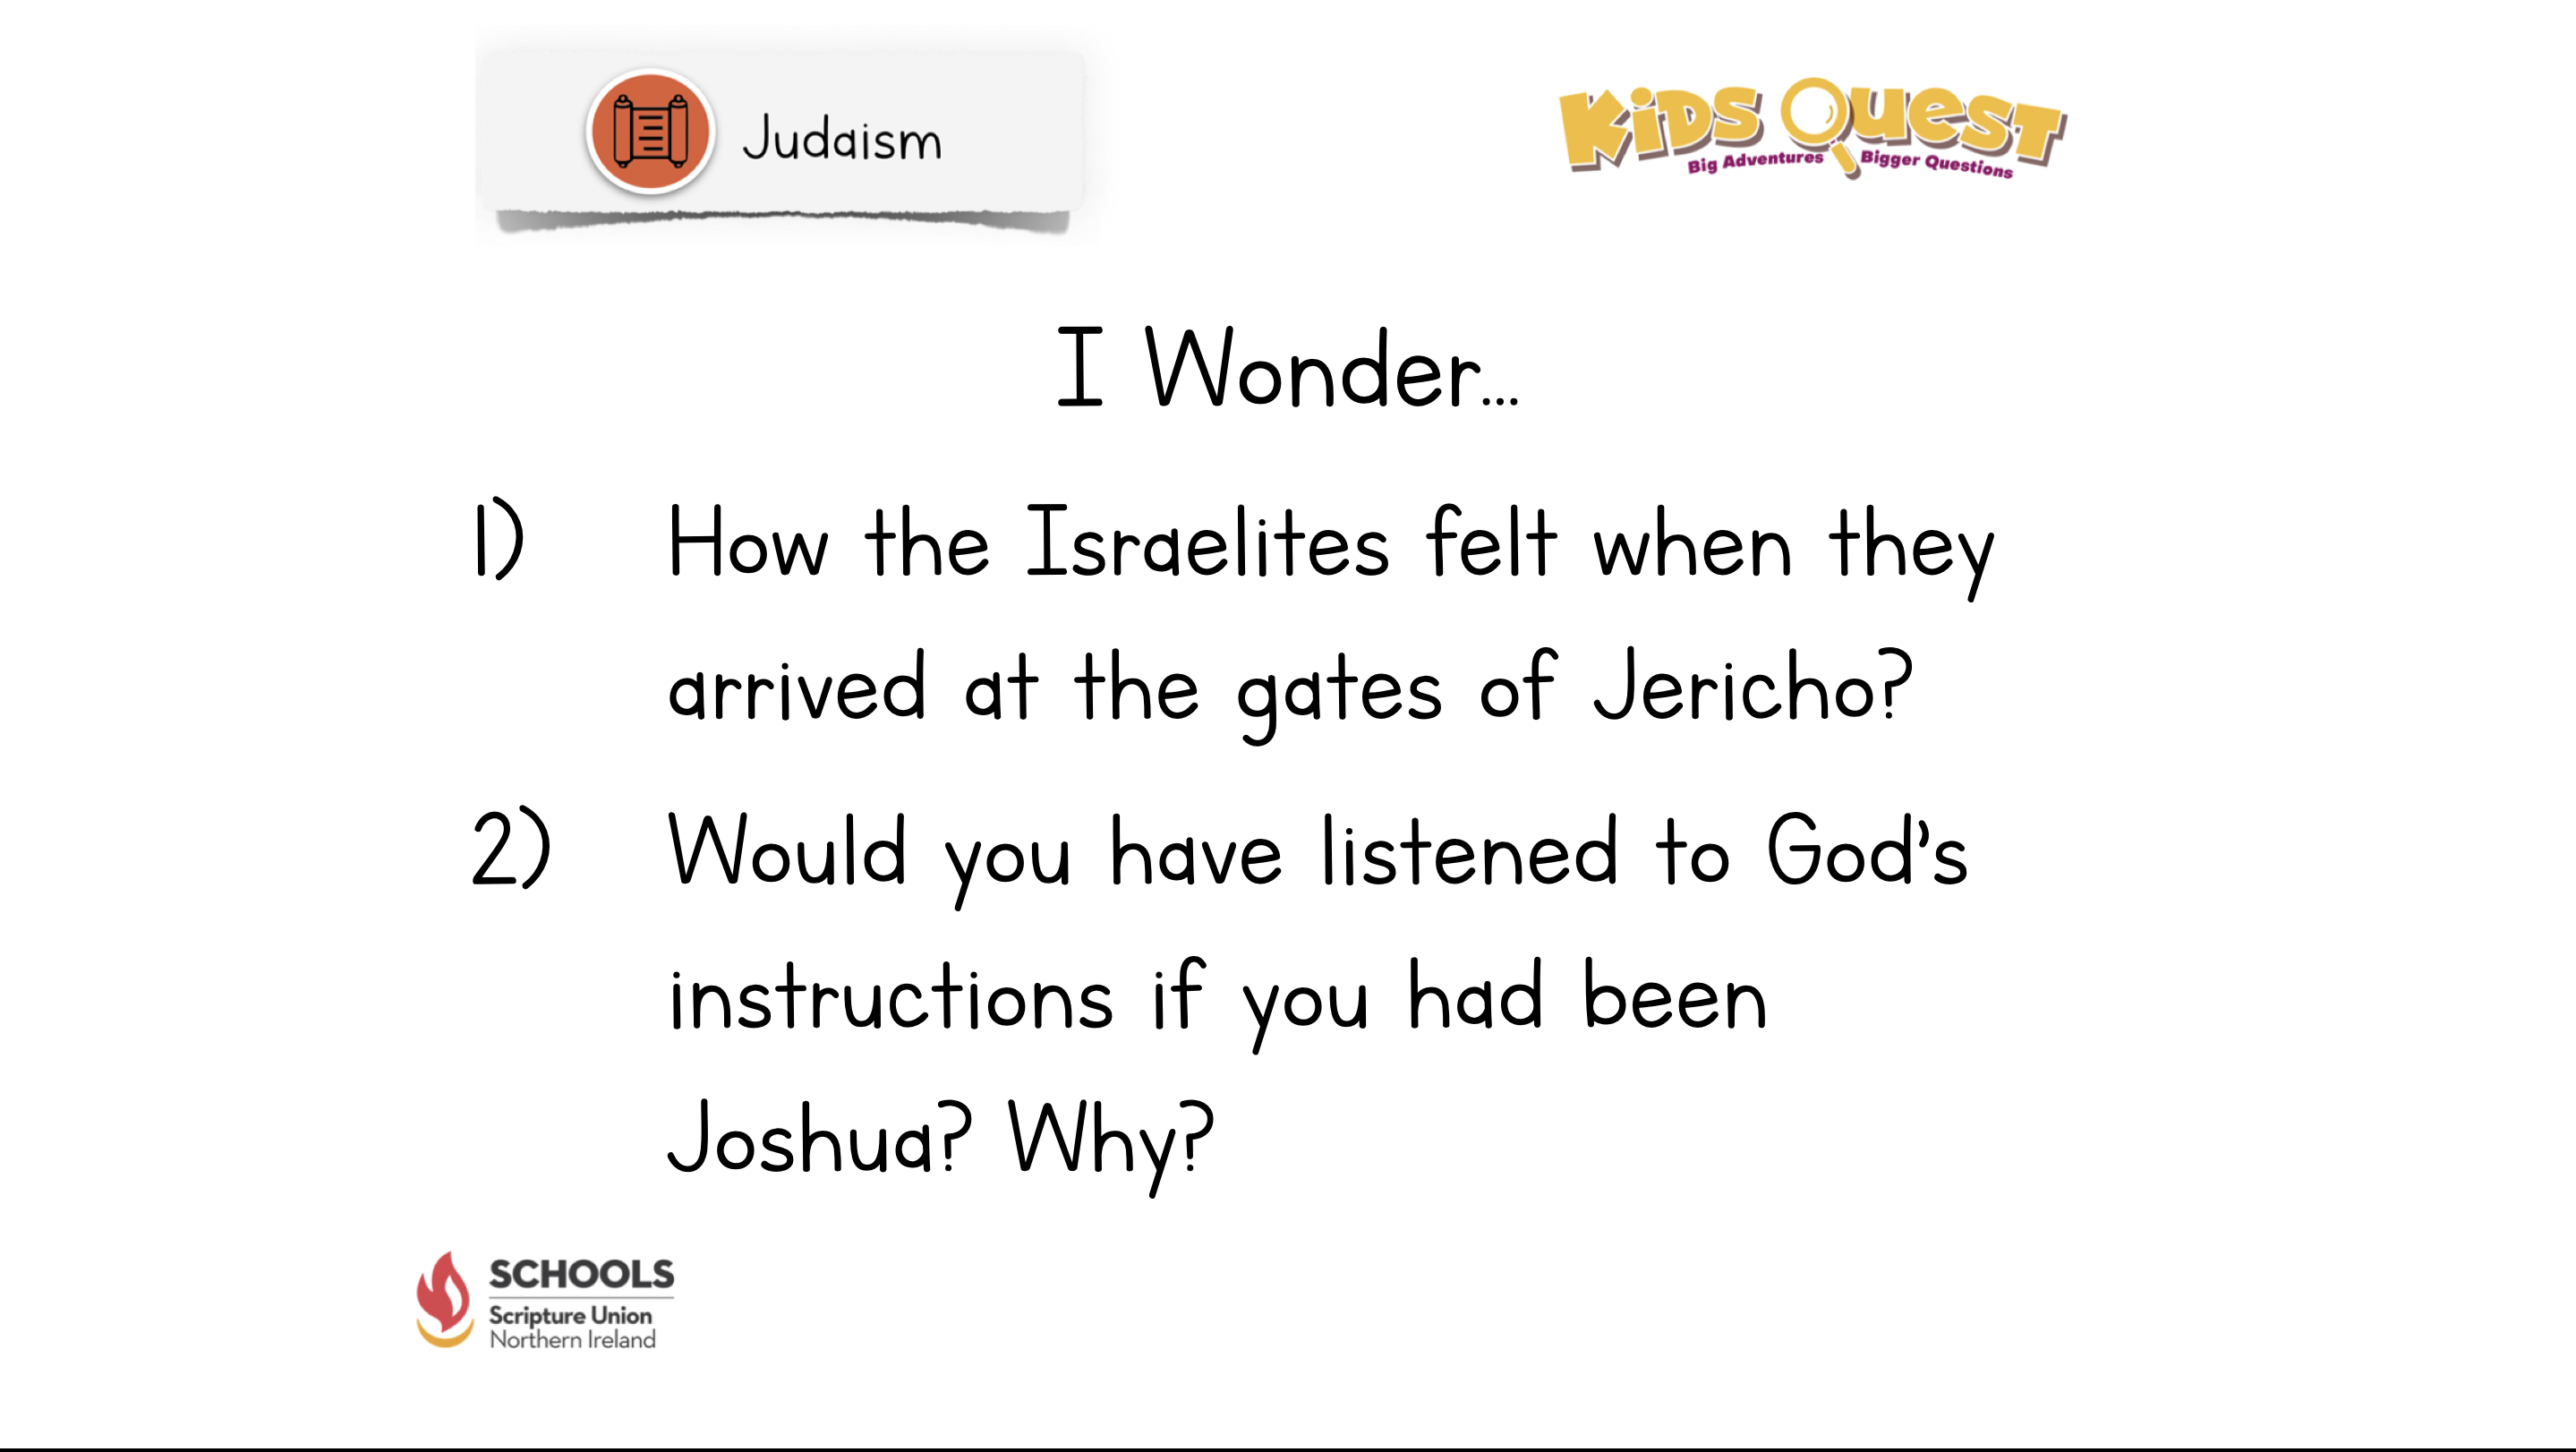 Judaism
KiDS QuEST
Big Adventures Bigger Questions
I Wonder...
1) How the Israelites felt when they
arrived at the gates of Jericho?
2) Would you have listened to God's
instructions if you had been
Joshua? Why?
SCHOOLS
Scripture Union
Northern Ireland